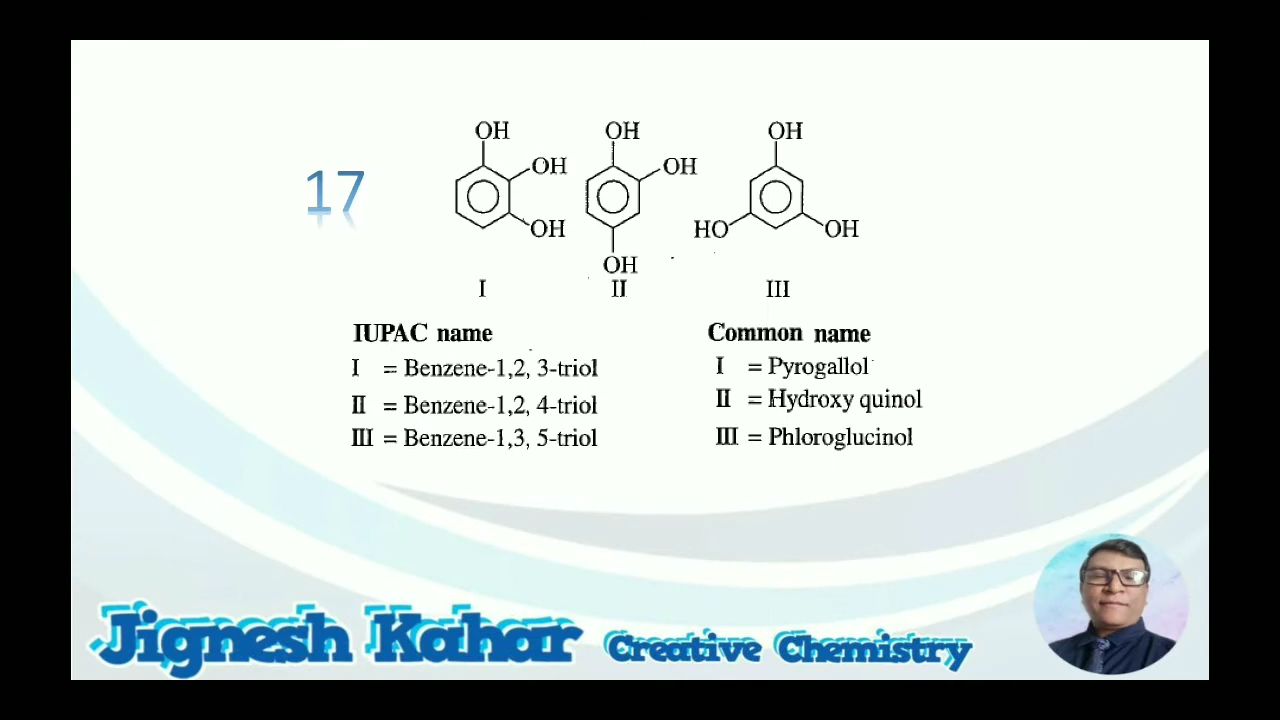 17
OH
OH
OH
I
OH
OH
OH
II
OH
HO
OH
III
IUPAC name
I = Benzene-1,2, 3-triol
II = Benzene-1,2, 4-triol
III = Benzene-1,3, 5-triol
Common name
I = Pyrogallol
II = Hydroxy quinol
III = Phloroglucinol
Jignesh Kahar Creative Chemistry